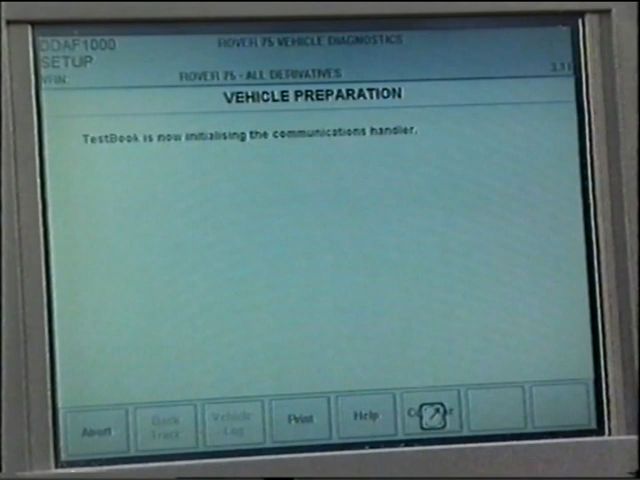 DDAF1000
ROVER 75 VEHICLE DIAGNOSTICS
SETUP
VRN:
ROVER 75 - ALL DERIVATIVES
VEHICLE PREPARATION
TestBook is now initialising the communications handler.
Abort
Back Track
Vehicle Log
Print
Help